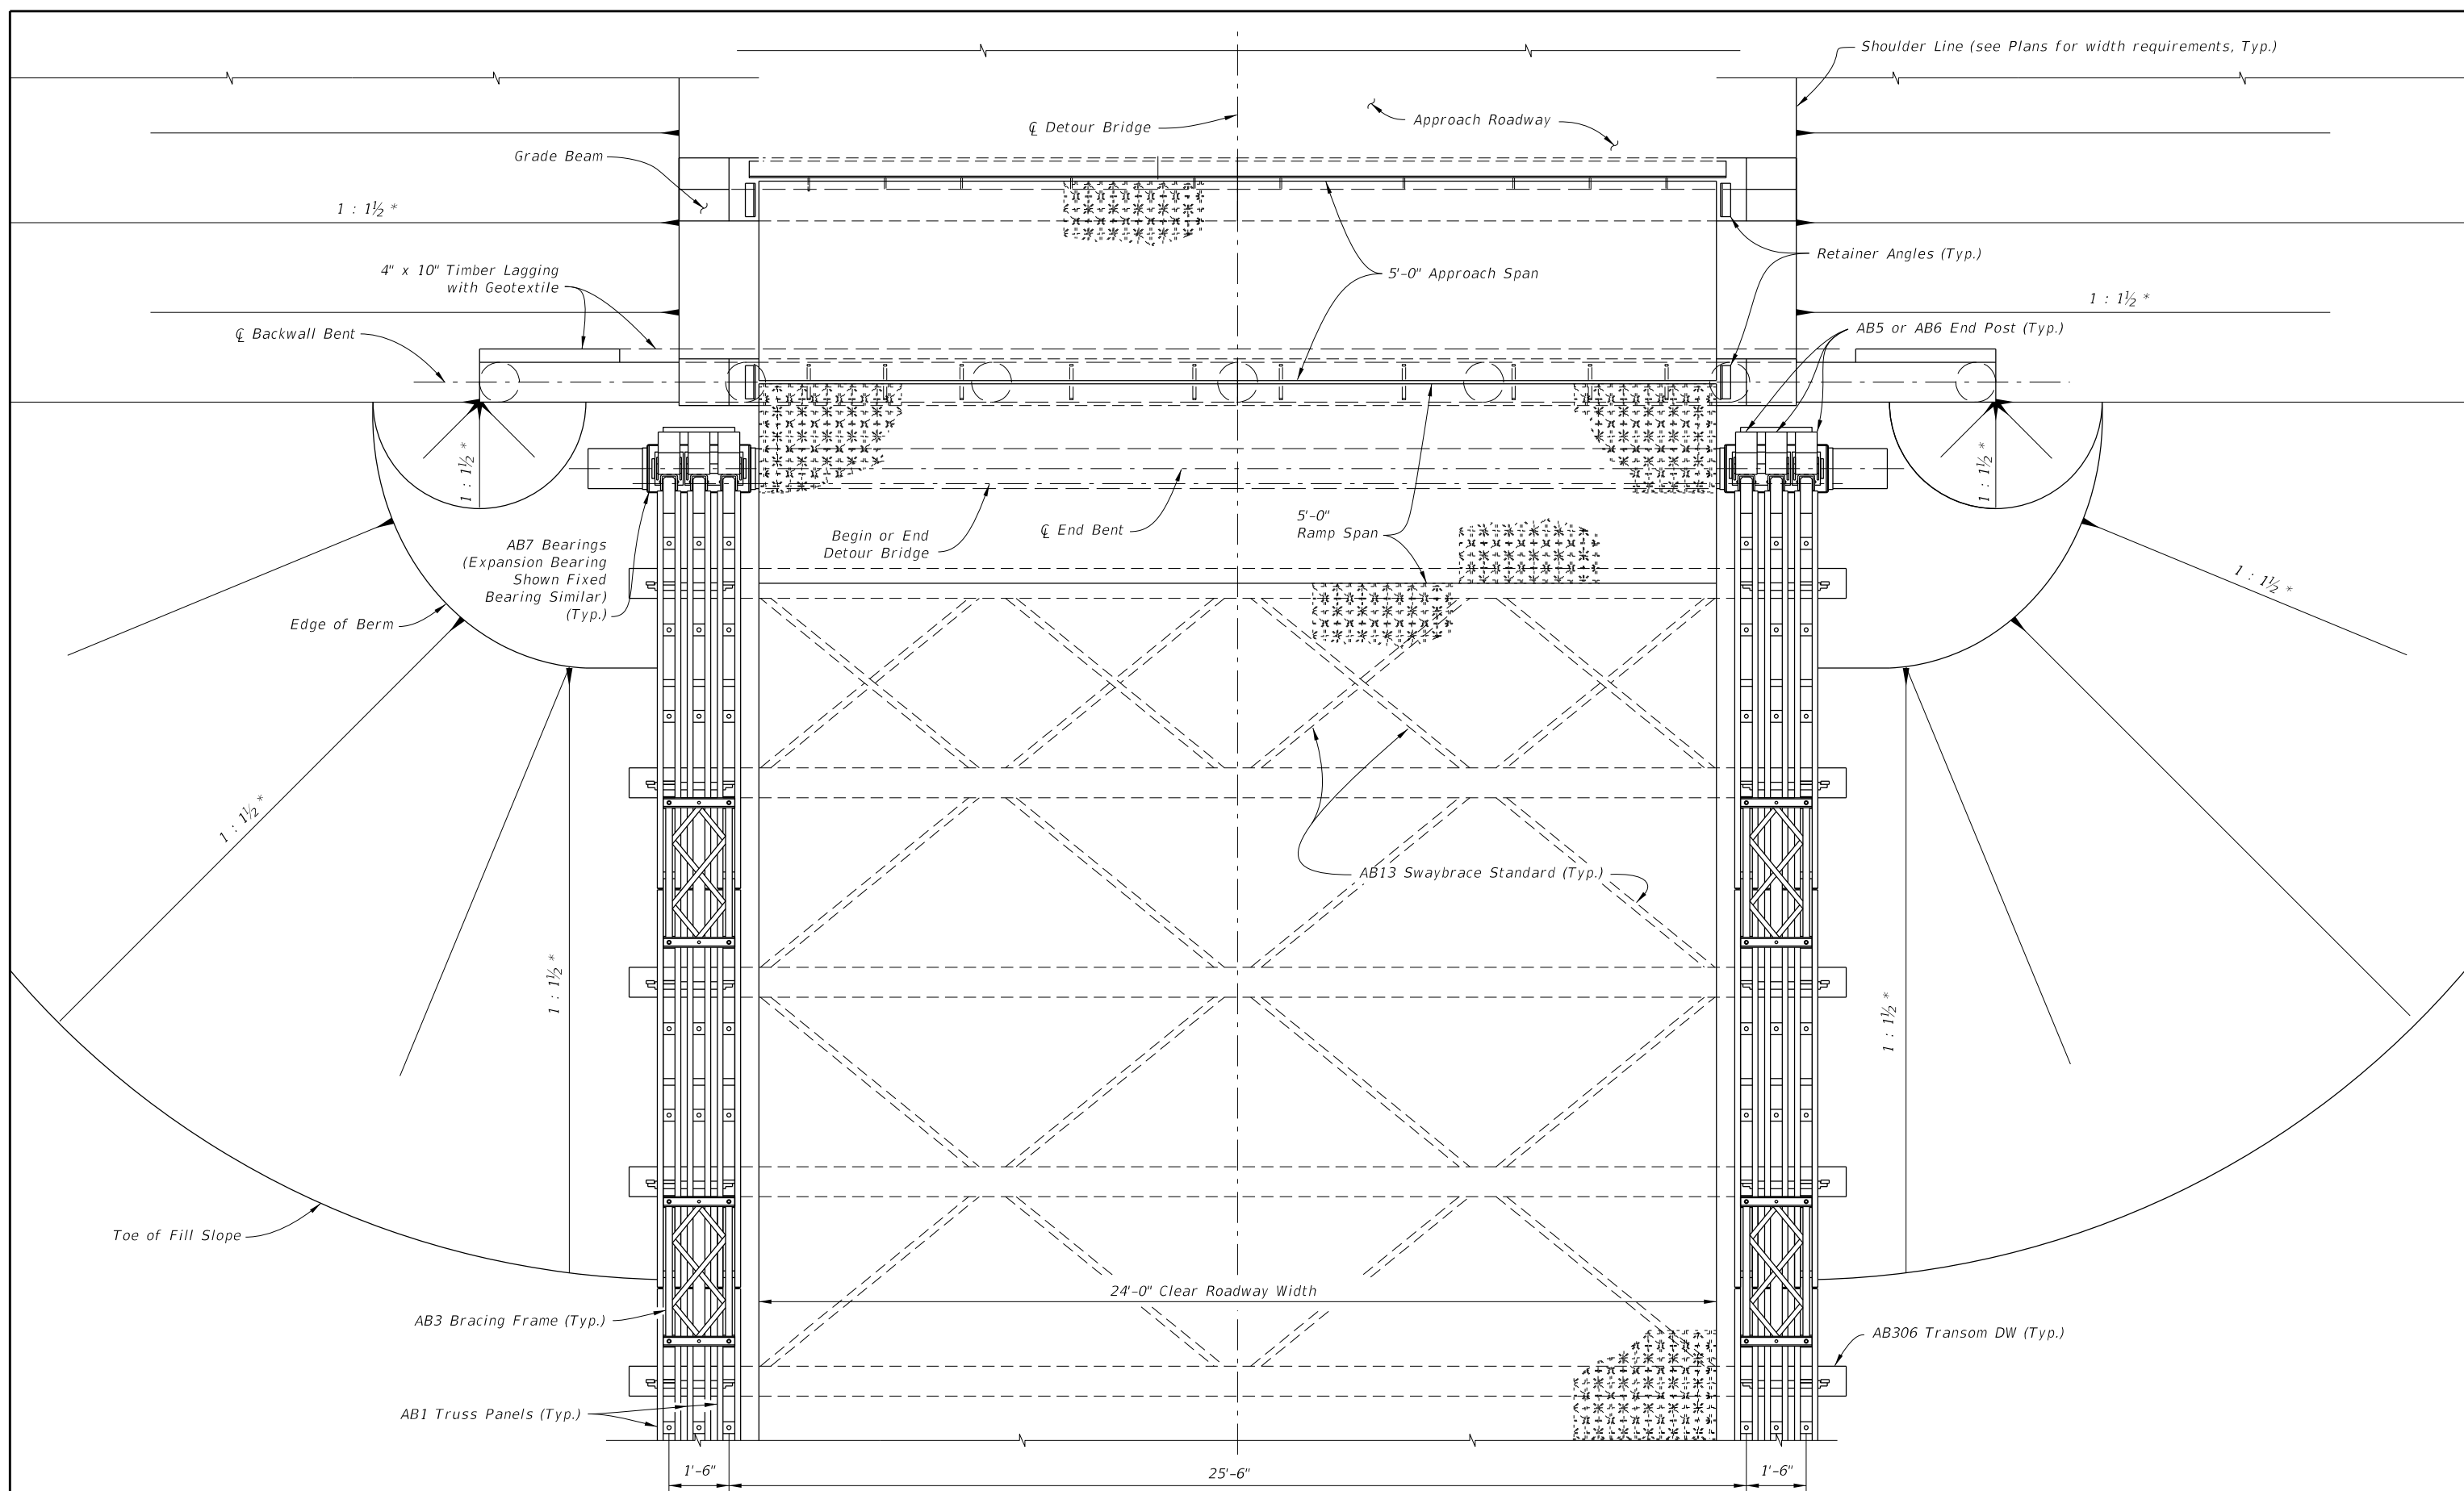 Shoulder Line (see Plans for width requirements, Typ.)
℄ Detour Bridge
Approach Roadway
Grade Beam
1 : 1½ *
Retainer Angles (Typ.)
4" x 10" Timber Lagging
with Geotextile
5'-0" Approach Span
1 : 1½ *
℄ Backwall Bent
AB5 or AB6 End Post (Typ.)
1 : 1½ *
1 : 1½ *
AB7 Bearings
(Expansion Bearing
Shown Fixed
Bearing Similar)
(Typ.)
Begin or End
Detour Bridge
℄ End Bent
5'-0"
Ramp Span
1 : 1½ *
Edge of Berm
1 : 1½ *
AB13 Swaybrace Standard (Typ.)
1 : 1½ *
1 : 1½ *
Toe of Fill Slope
24'-0" Clear Roadway Width
AB3 Bracing Frame (Typ.)
AB306 Transom DW (Typ.)
AB1 Truss Panels (Typ.)
1'-6"
25'-6"
1'-6"